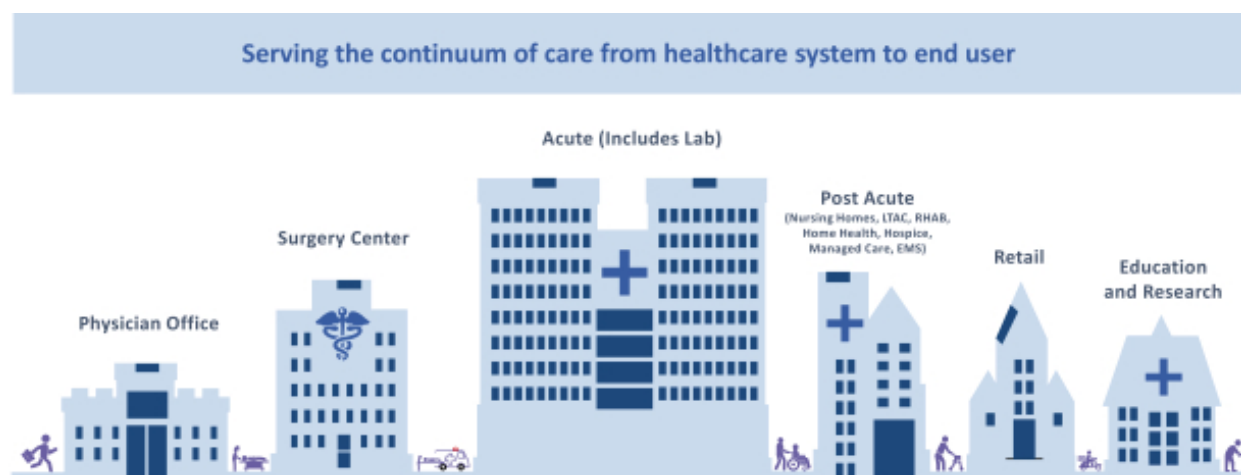 Serving the continuum of care from healthcare system to end user
Acute (Includes Lab)
Post Acute
(Nursing Homes, LTAC, RHAB,
Home Health, Hospice,
Managed Care, EMS)
Surgery Center
Retail
Education
and Research
Physician Office